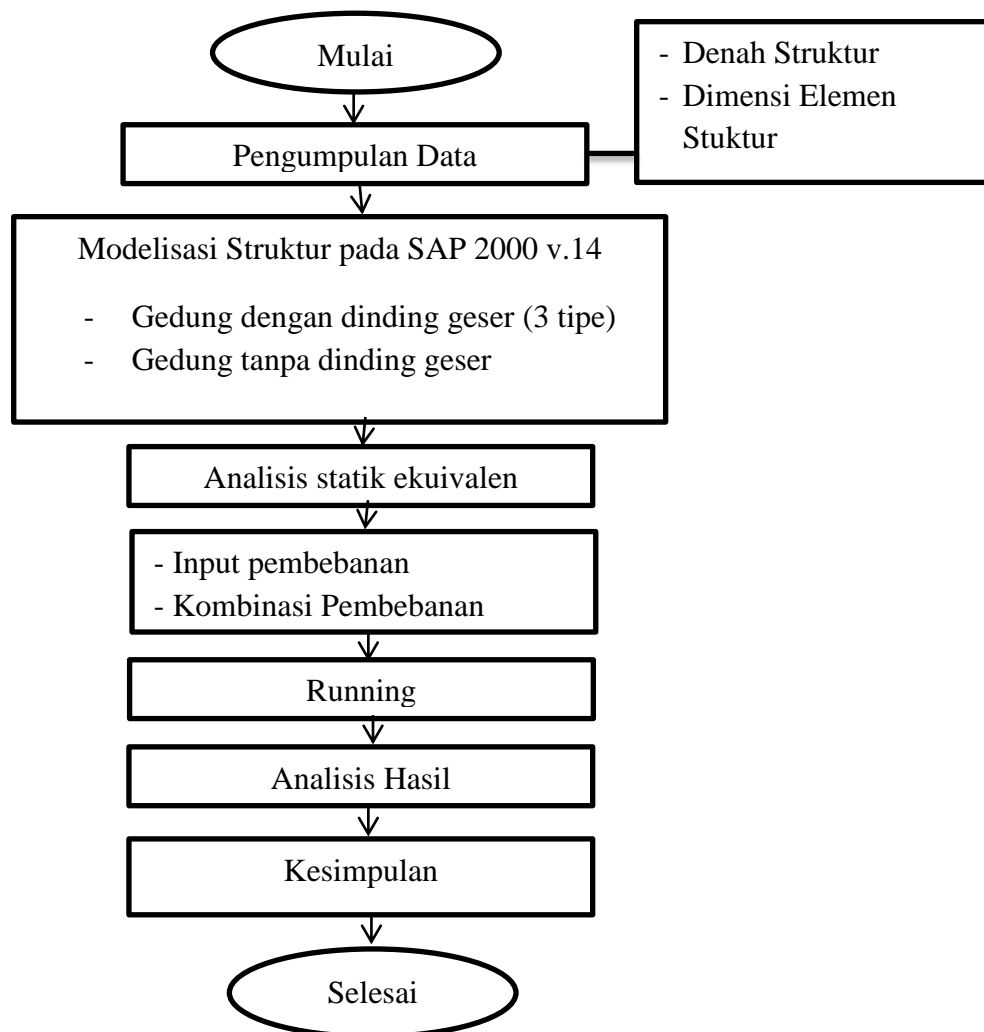 Mulai
- Denah Struktur
- Dimensi Elemen
Stuktur
Pengumpulan Data
Modelisasi Struktur pada SAP 2000 v.14
- Gedung dengan dinding geser (3 tipe)
- Gedung tanpa dinding geser
Analisis statik ekuivalen
- Input pembebanan
- Kombinasi Pembebanan
Running
Analisis Hasil
Kesimpulan
Selesai